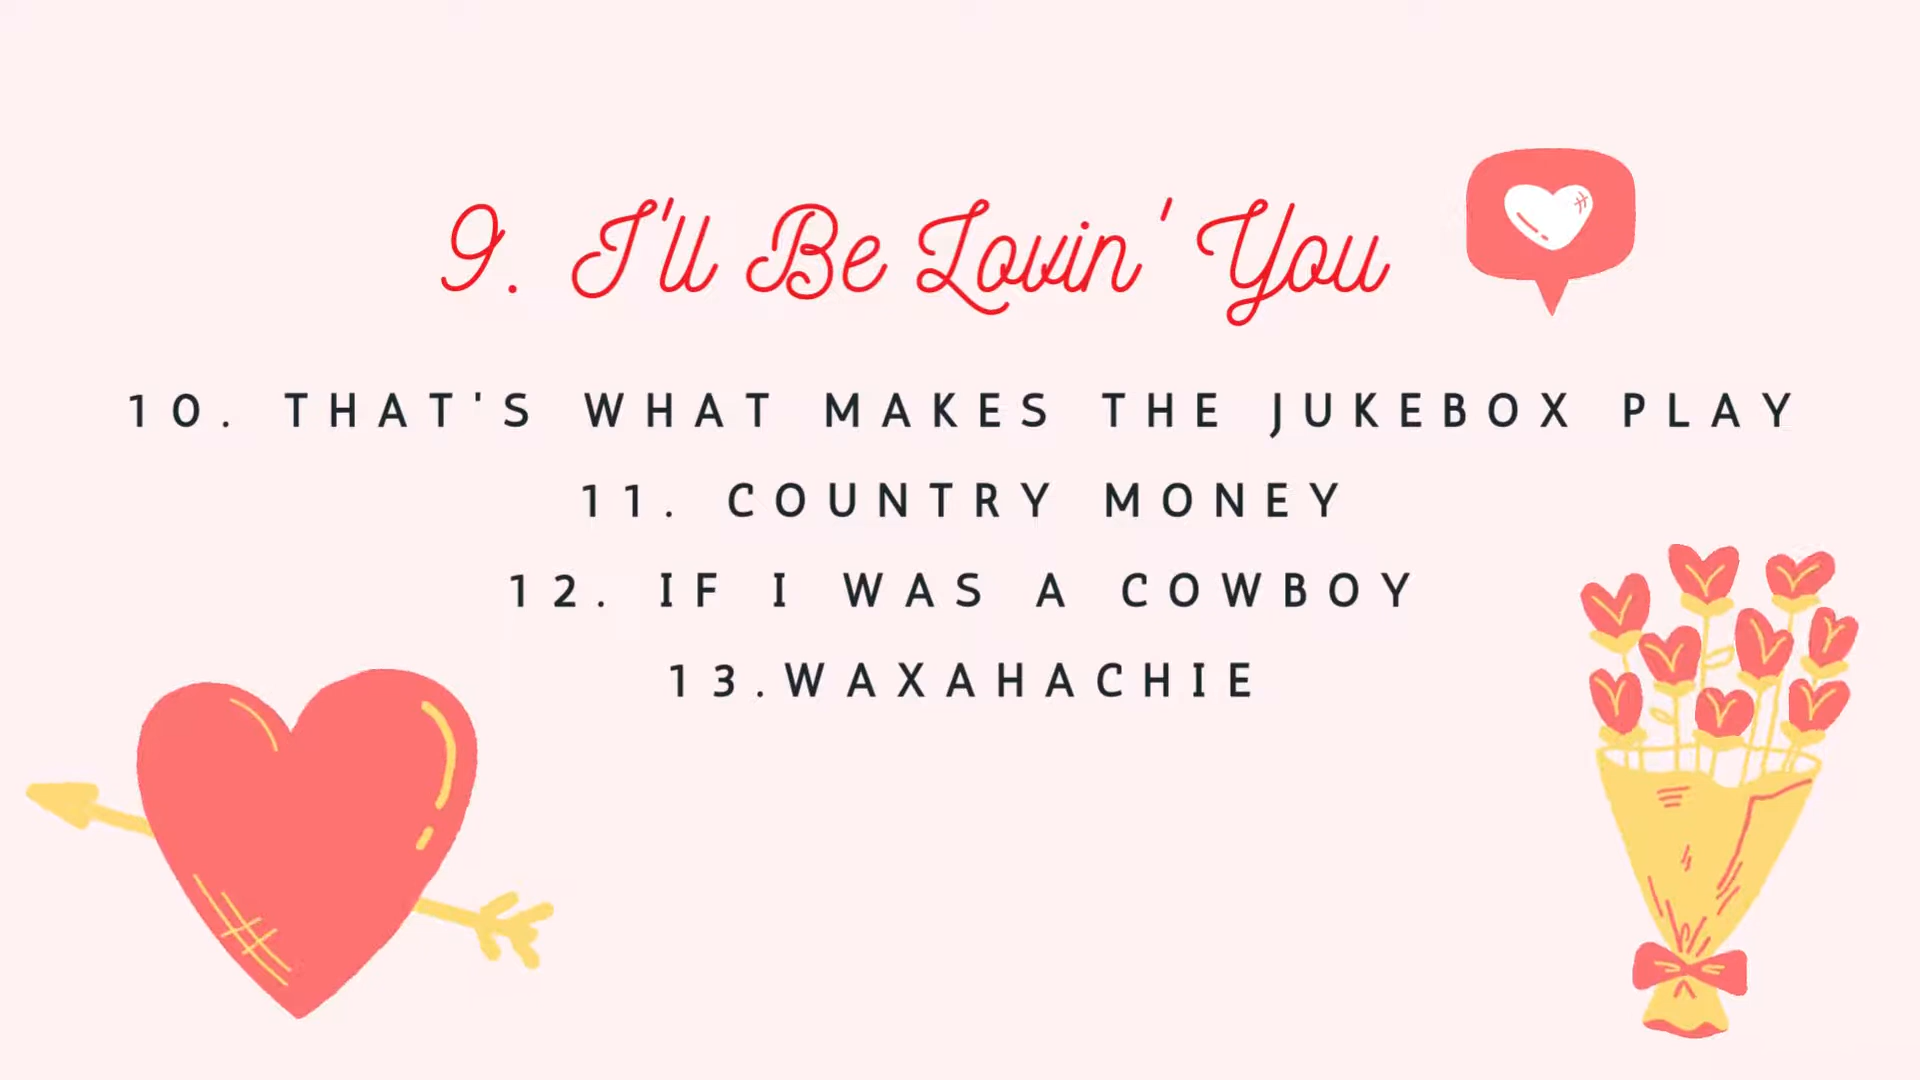 9. I'll Be Lovin' You
10. THAT'S WHAT MAKES THE JUKEBOX PLAY
11. COUNTRY MONEY
12. IF I WAS A COWBOY
13.WAXAHACHIE